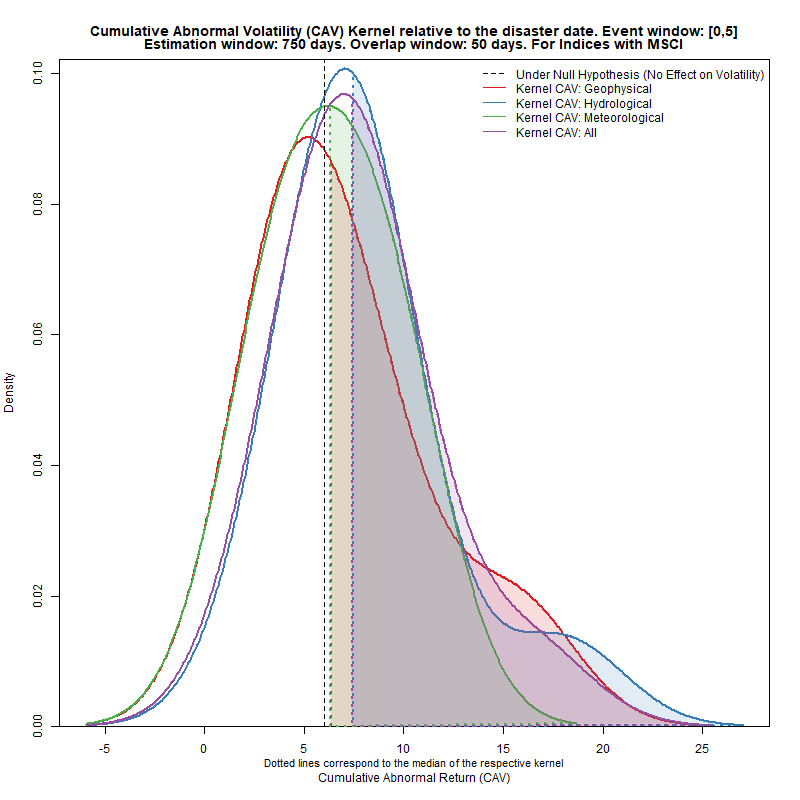 Cumulative Abnormal Volatility (CAV) Kernel relative to the disaster date. Event window: [0,5]
Estimation window: 750 days. Overlap window: 50 days. For Indices with MSCI
Under Null Hypothesis (No Effect on Volatility)
Kernel CAV: Geophysical
Kernel CAV: Hydrological
Kernel CAV: Meteorological
Kernel CAV: All
0.10
0.08
0.06
0.04
0.02
0.00
Density
-5 0 5 10 15 20 25
Dotted lines correspond to the median of the respective kernel
Cumulative Abnormal Return (CAV)